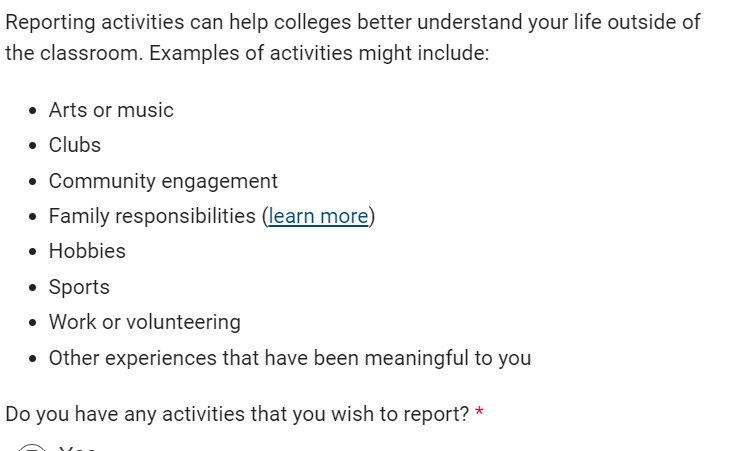 Reporting activities can help colleges better understand your life outside of
the classroom. Examples of activities might include:
• Arts or music
• Clubs
• Community engagement
• Family responsibilities (learn more)
• Hobbies
• Sports
• Work or volunteering
• Other experiences that have been meaningful to you
Do you have any activities that you wish to report? *